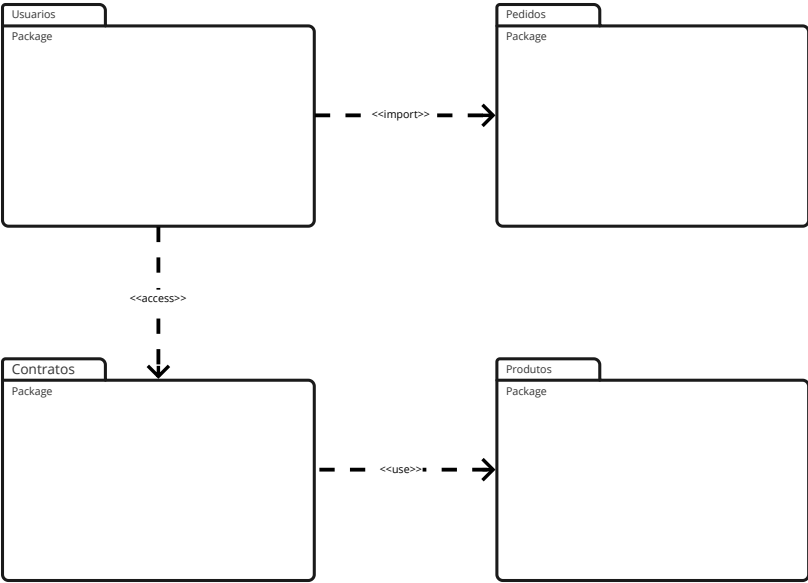 Usuarios
Package
Pedidos
Package
<<import>>
<<access>>
Contratos
Package
Produtos
Package
<<use>>